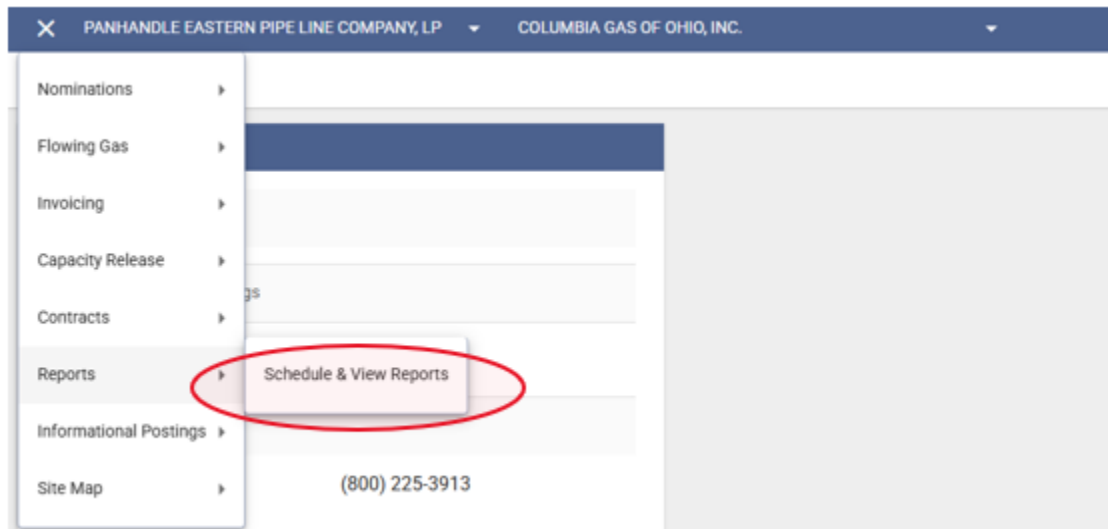 PANHANDLE EASTERN PIPE LINE COMPANY, LP COLUMBIA GAS OF OHIO, INC.
Nominations
Flowing Gas
Invoicing
Capacity Release
gs
Contracts
Reports Schedule & View Reports
Informational Postings
Site Map (800) 225-3913